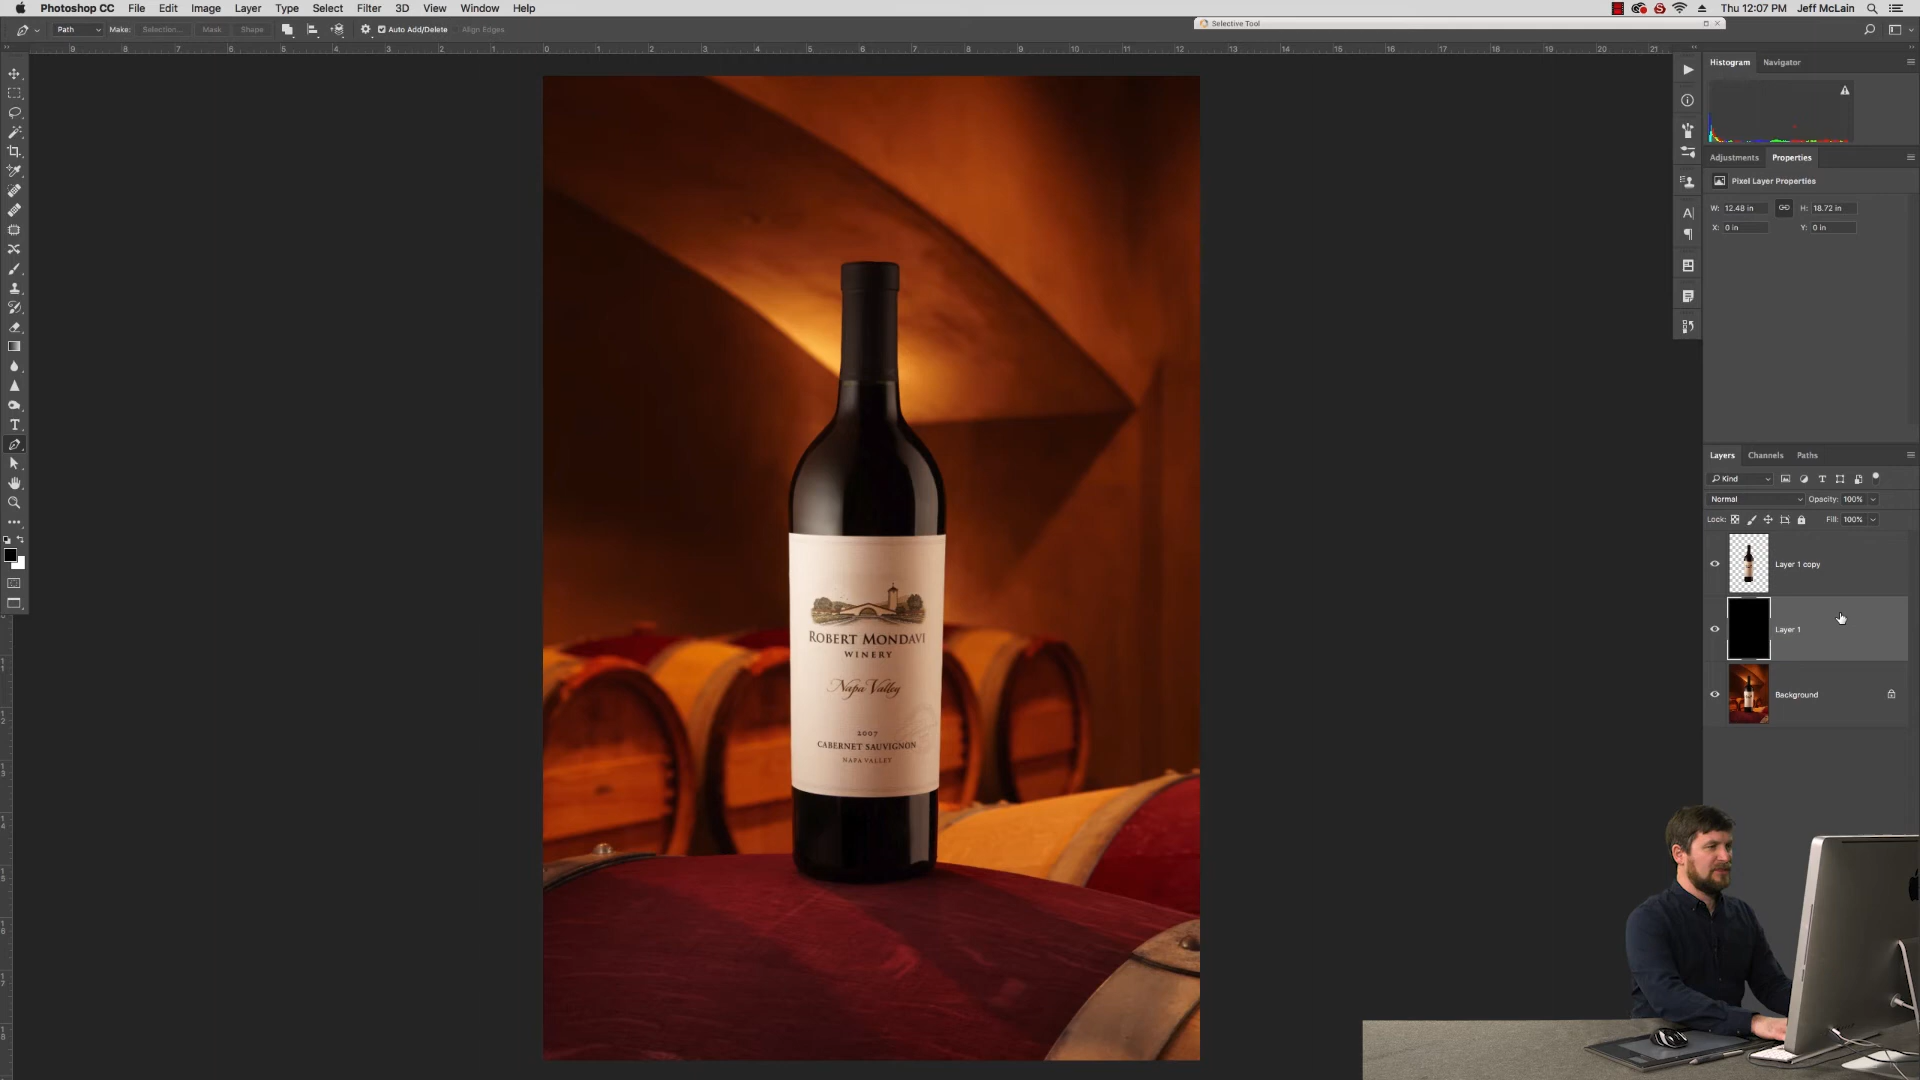 Photoshop CC File Edit Image Layer Type Select Filter 3D View Window Help Thu 12:07 PM Jeff McLain
Selective Tool
Path Make: Selection... Mask Shape Auto Add/Delete Align Edges
Histogram Navigator
Adjustments Properties
Pixel Layer Properties
W: 12.48 in H: 18.72 in
X: 0 in Y: 0 in
Layers Channels Paths
Kind
Normal Opacity: 100%
Lock: Fill: 100%
Layer 1 copy
Layer 1
Background
ROBERT MONDAVI
WINERY
Napa Valley
2007
CABERNET SAUVIGNON
NAPA VALLEY